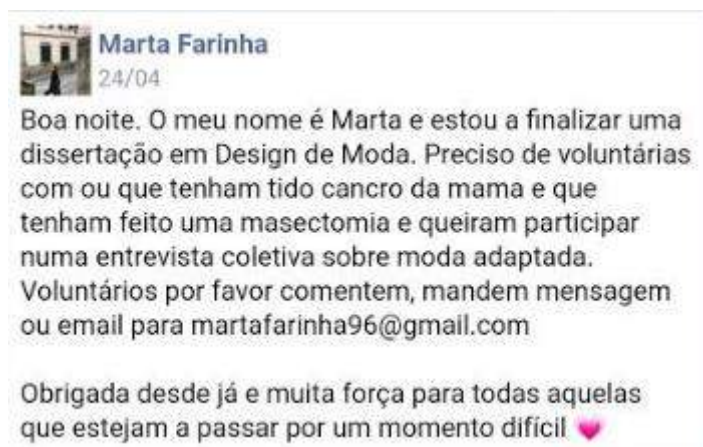 Marta Farinha
24/04
Boa noite. O meu nome é Marta e estou a finalizar uma
dissertação em Design de Moda. Preciso de voluntárias
com ou que tenham tido cancro da mama e que
tenham feito uma masectomia e queiram participar
numa entrevista coletiva sobre moda adaptada.
Voluntários por favor comentem, mandem mensagem
ou email para martafarinha96@gmail.com
Obrigada desde já e muita força para todas aquelas
que estejam a passar por um momento difícil 💗